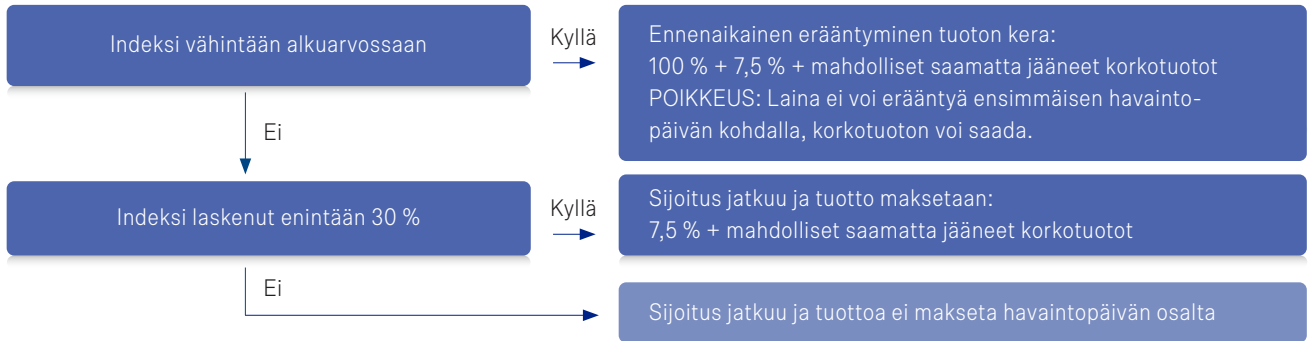 Indeksi vähintään alkuarvossaan
Kyllä
Ennenaikainen erääntyminen tuoton kera:
100 % + 7,5 % + mahdolliset saamatta jääneet korkotuotot
POIKKEUS: Laina ei voi erääntyä ensimmäisen havainto-
päivän kohdalla, korkotuoton voi saada.
Ei
Indeksi laskenut enintään 30 %
Kyllä
Sijoitus jatkuu ja tuotto maksetaan:
7,5 % + mahdolliset saamatta jääneet korkotuotot
Ei
Sijoitus jatkuu ja tuottoa ei makseta havaintopäivän osalta